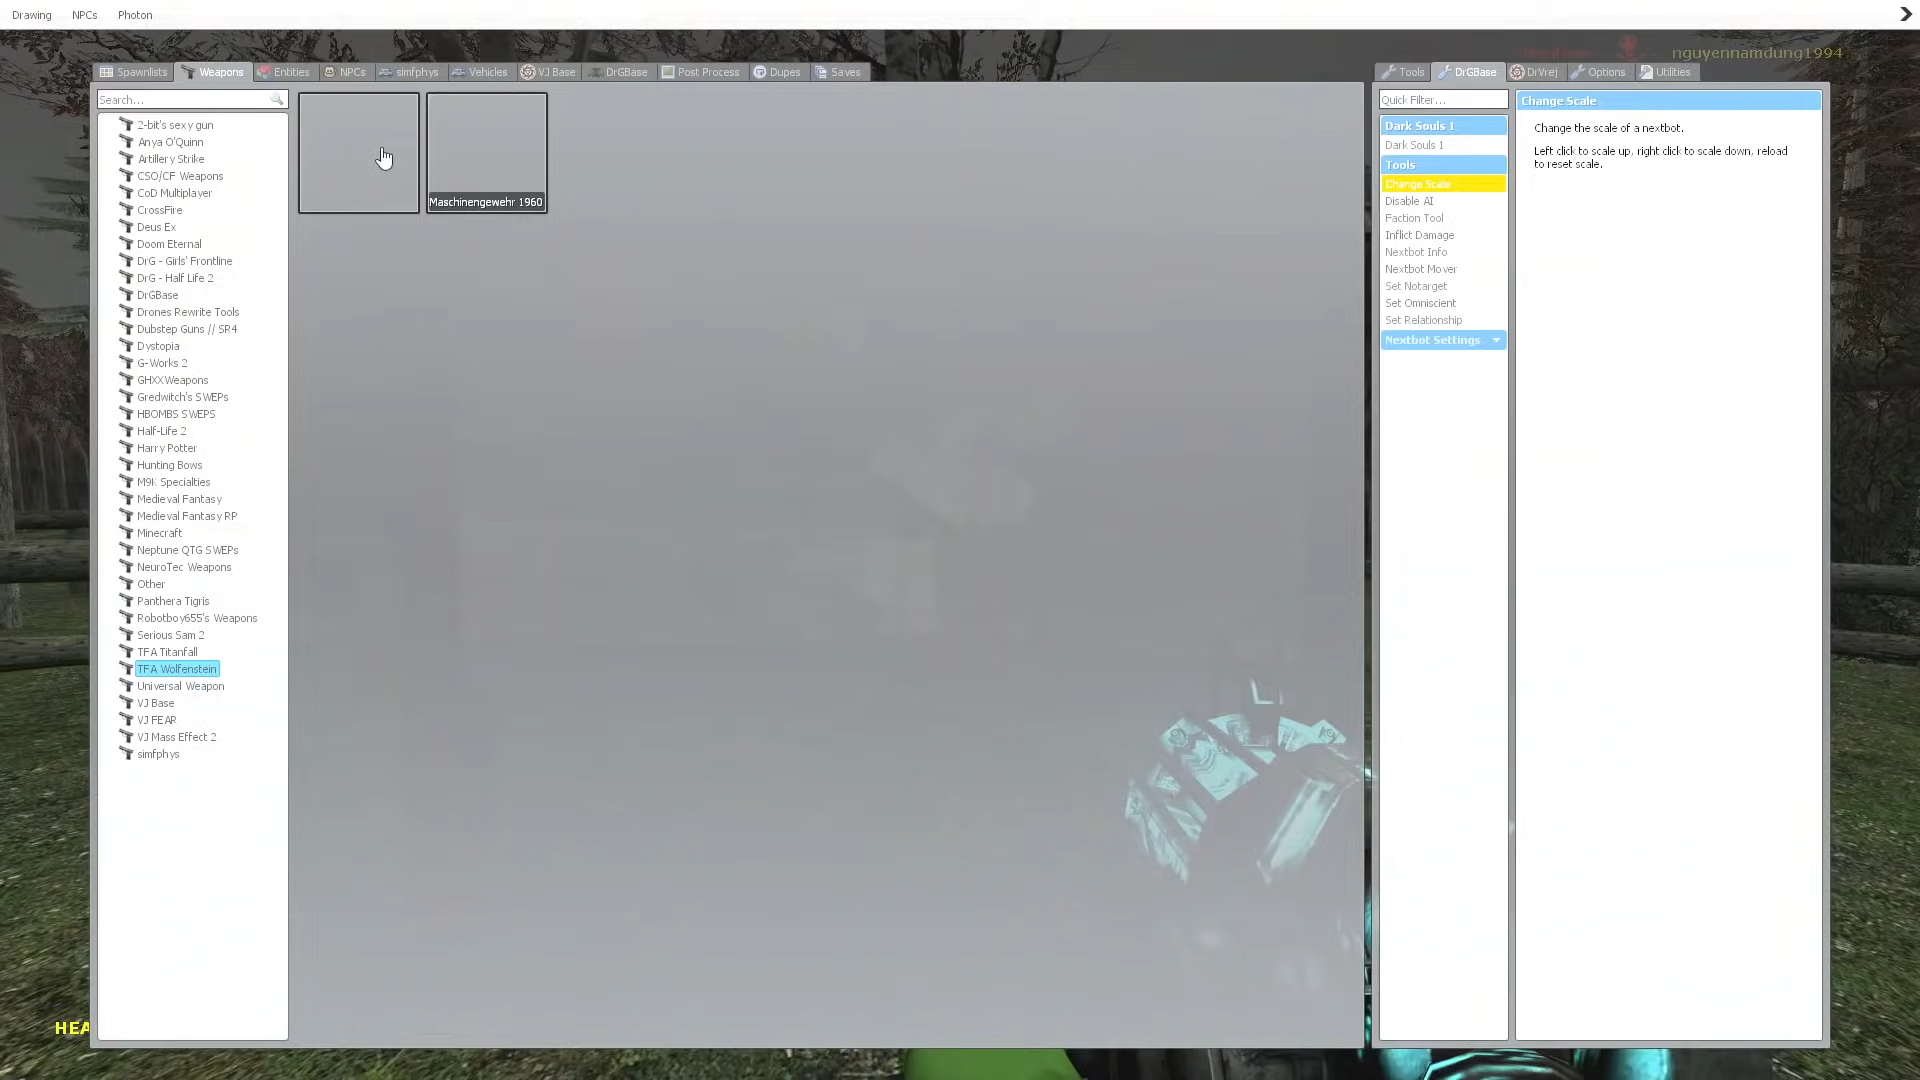 Drawing NPCs Photon
nguyennamdung1994
Spawnlists Weapons Entities NPCs simfphys Vehicles VJ Base DrGBase Post Process Dupes Saves
Tools DrGBase DrVrej Options Utilities
Search...
2-bit's sexy gun
Anya O'Quinn
Artillery Strike
CSO/CF Weapons
CoD Multiplayer
CrossFire
Deus Ex
Doom Eternal
DrG - Girls' Frontline
DrG - Half Life 2
DrGBase
Drones Rewrite Tools
Dubstep Guns // SR4
Dystopia
G-Works 2
GHXXWeapons
Gredwitch's SWEPs
HBOMBS SWEPS
Half-Life 2
Harry Potter
Hunting Bows
M9K Specialties
Medieval Fantasy
Medieval Fantasy RP
Minecraft
Neptune QTG SWEPs
NeuroTec Weapons
Other
Panthera Tigris
Robotboy655's Weapons
Serious Sam 2
TFA Titanfall
TFA Wolfenstein
Universal Weapon
VJ Base
VJ FEAR
VJ Mass Effect 2
simfphys
Maschinengewehr 1960
Quick Filter...
Dark Souls 1
Dark Souls 1
Tools
Change Scale
Disable AI
Faction Tool
Inflict Damage
Nextbot Info
Nextbot Mover
Set Notarget
Set Omniscient
Set Relationship
Nextbot Settings
Change Scale
Change the scale of a nextbot.
Left click to scale up, right click to scale down, reload
to reset scale.
HEA